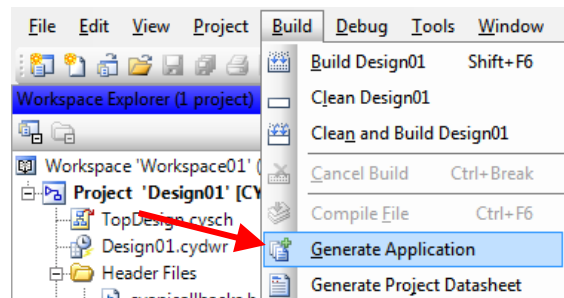 File Edit View Project Build Debug Tools Window
Build Design01 Shift+F6
Workspace Explorer (1 project)
Clean Design01
Clean and Build Design01
Workspace 'Workspace01' (
Cancel Build Ctrl+Break
Project 'Design01' [CY
TopDesign.cysch
Compile File Ctrl+F6
Design01.cydwr
Generate Application
Header Files
Generate Project Datasheet